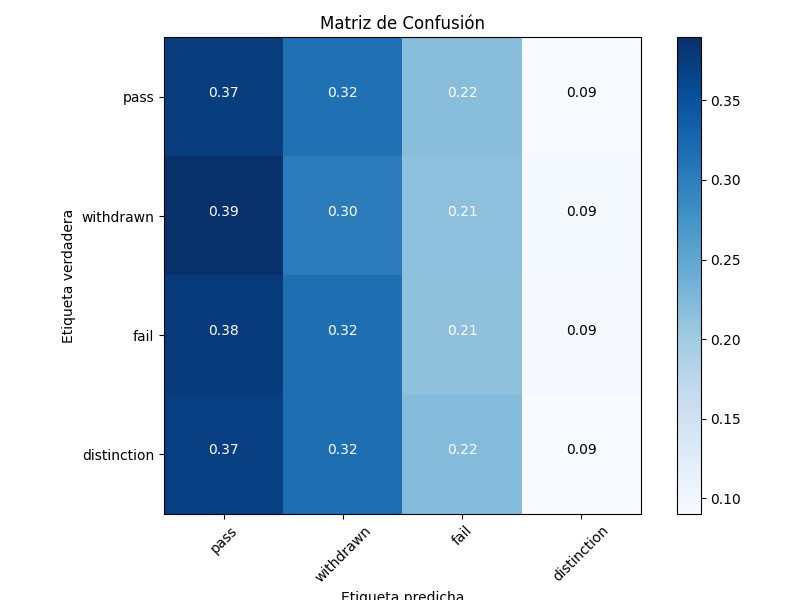 Matriz de Confusión
pass 0.37 0.32 0.22 0.09
withdrawn 0.39 0.30 0.21 0.09
fail 0.38 0.32 0.21 0.09
distinction 0.37 0.32 0.22 0.09
Etiqueta verdadera
pass withdrawn fail distinction
Etiqueta predicha
0.35
0.30
0.25
0.20
0.15
0.10